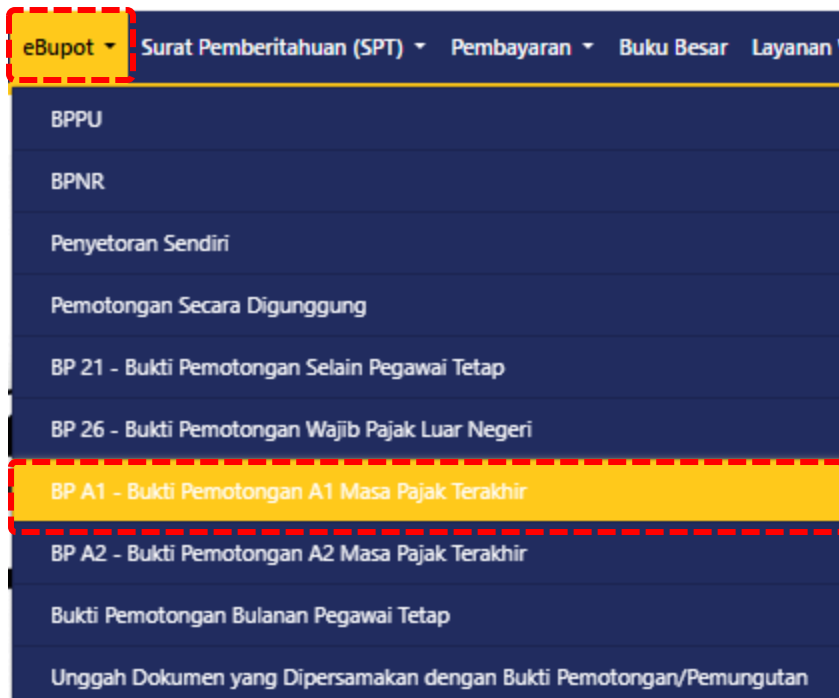 eBupot Surat Pemberitahuan (SPT) Pembayaran Buku Besar Layanan
BPPU
BPNR
Penyetoran Sendiri
Pemotongan Secara Digunggung
BP 21 - Bukti Pemotongan Selain Pegawai Tetap
BP 26 - Bukti Pemotongan Wajib Pajak Luar Negeri
BP A1 - Bukti Pemotongan A1 Masa Pajak Terakhir
BP A2 - Bukti Pemotongan A2 Masa Pajak Terakhir
Bukti Pemotongan Bulanan Pegawai Tetap
Unggah Dokumen yang Dipersamakan dengan Bukti Pemotongan/Pemungutan